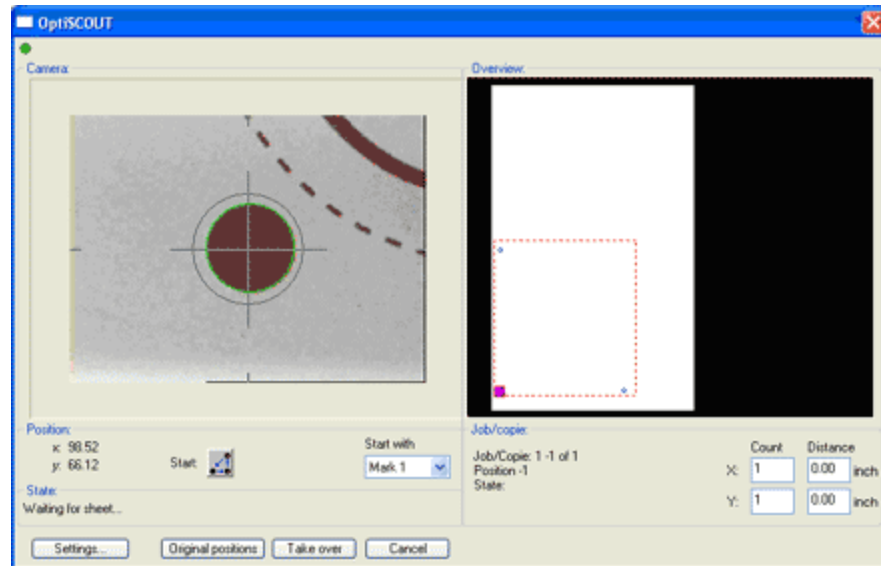 OptiSCOUT
Camera:
Overview:
Position:
x: 98.52
y: 66.12
Start:
Start with
Mark 1
State:
Waiting for sheet...
Job/copie:
Job/Copie: 1 -1 of 1
Position -1
State:
Count
Distance
X: 1 0.00 inch
Y: 1 0.00 inch
Settings...
Original positions
Take over
Cancel